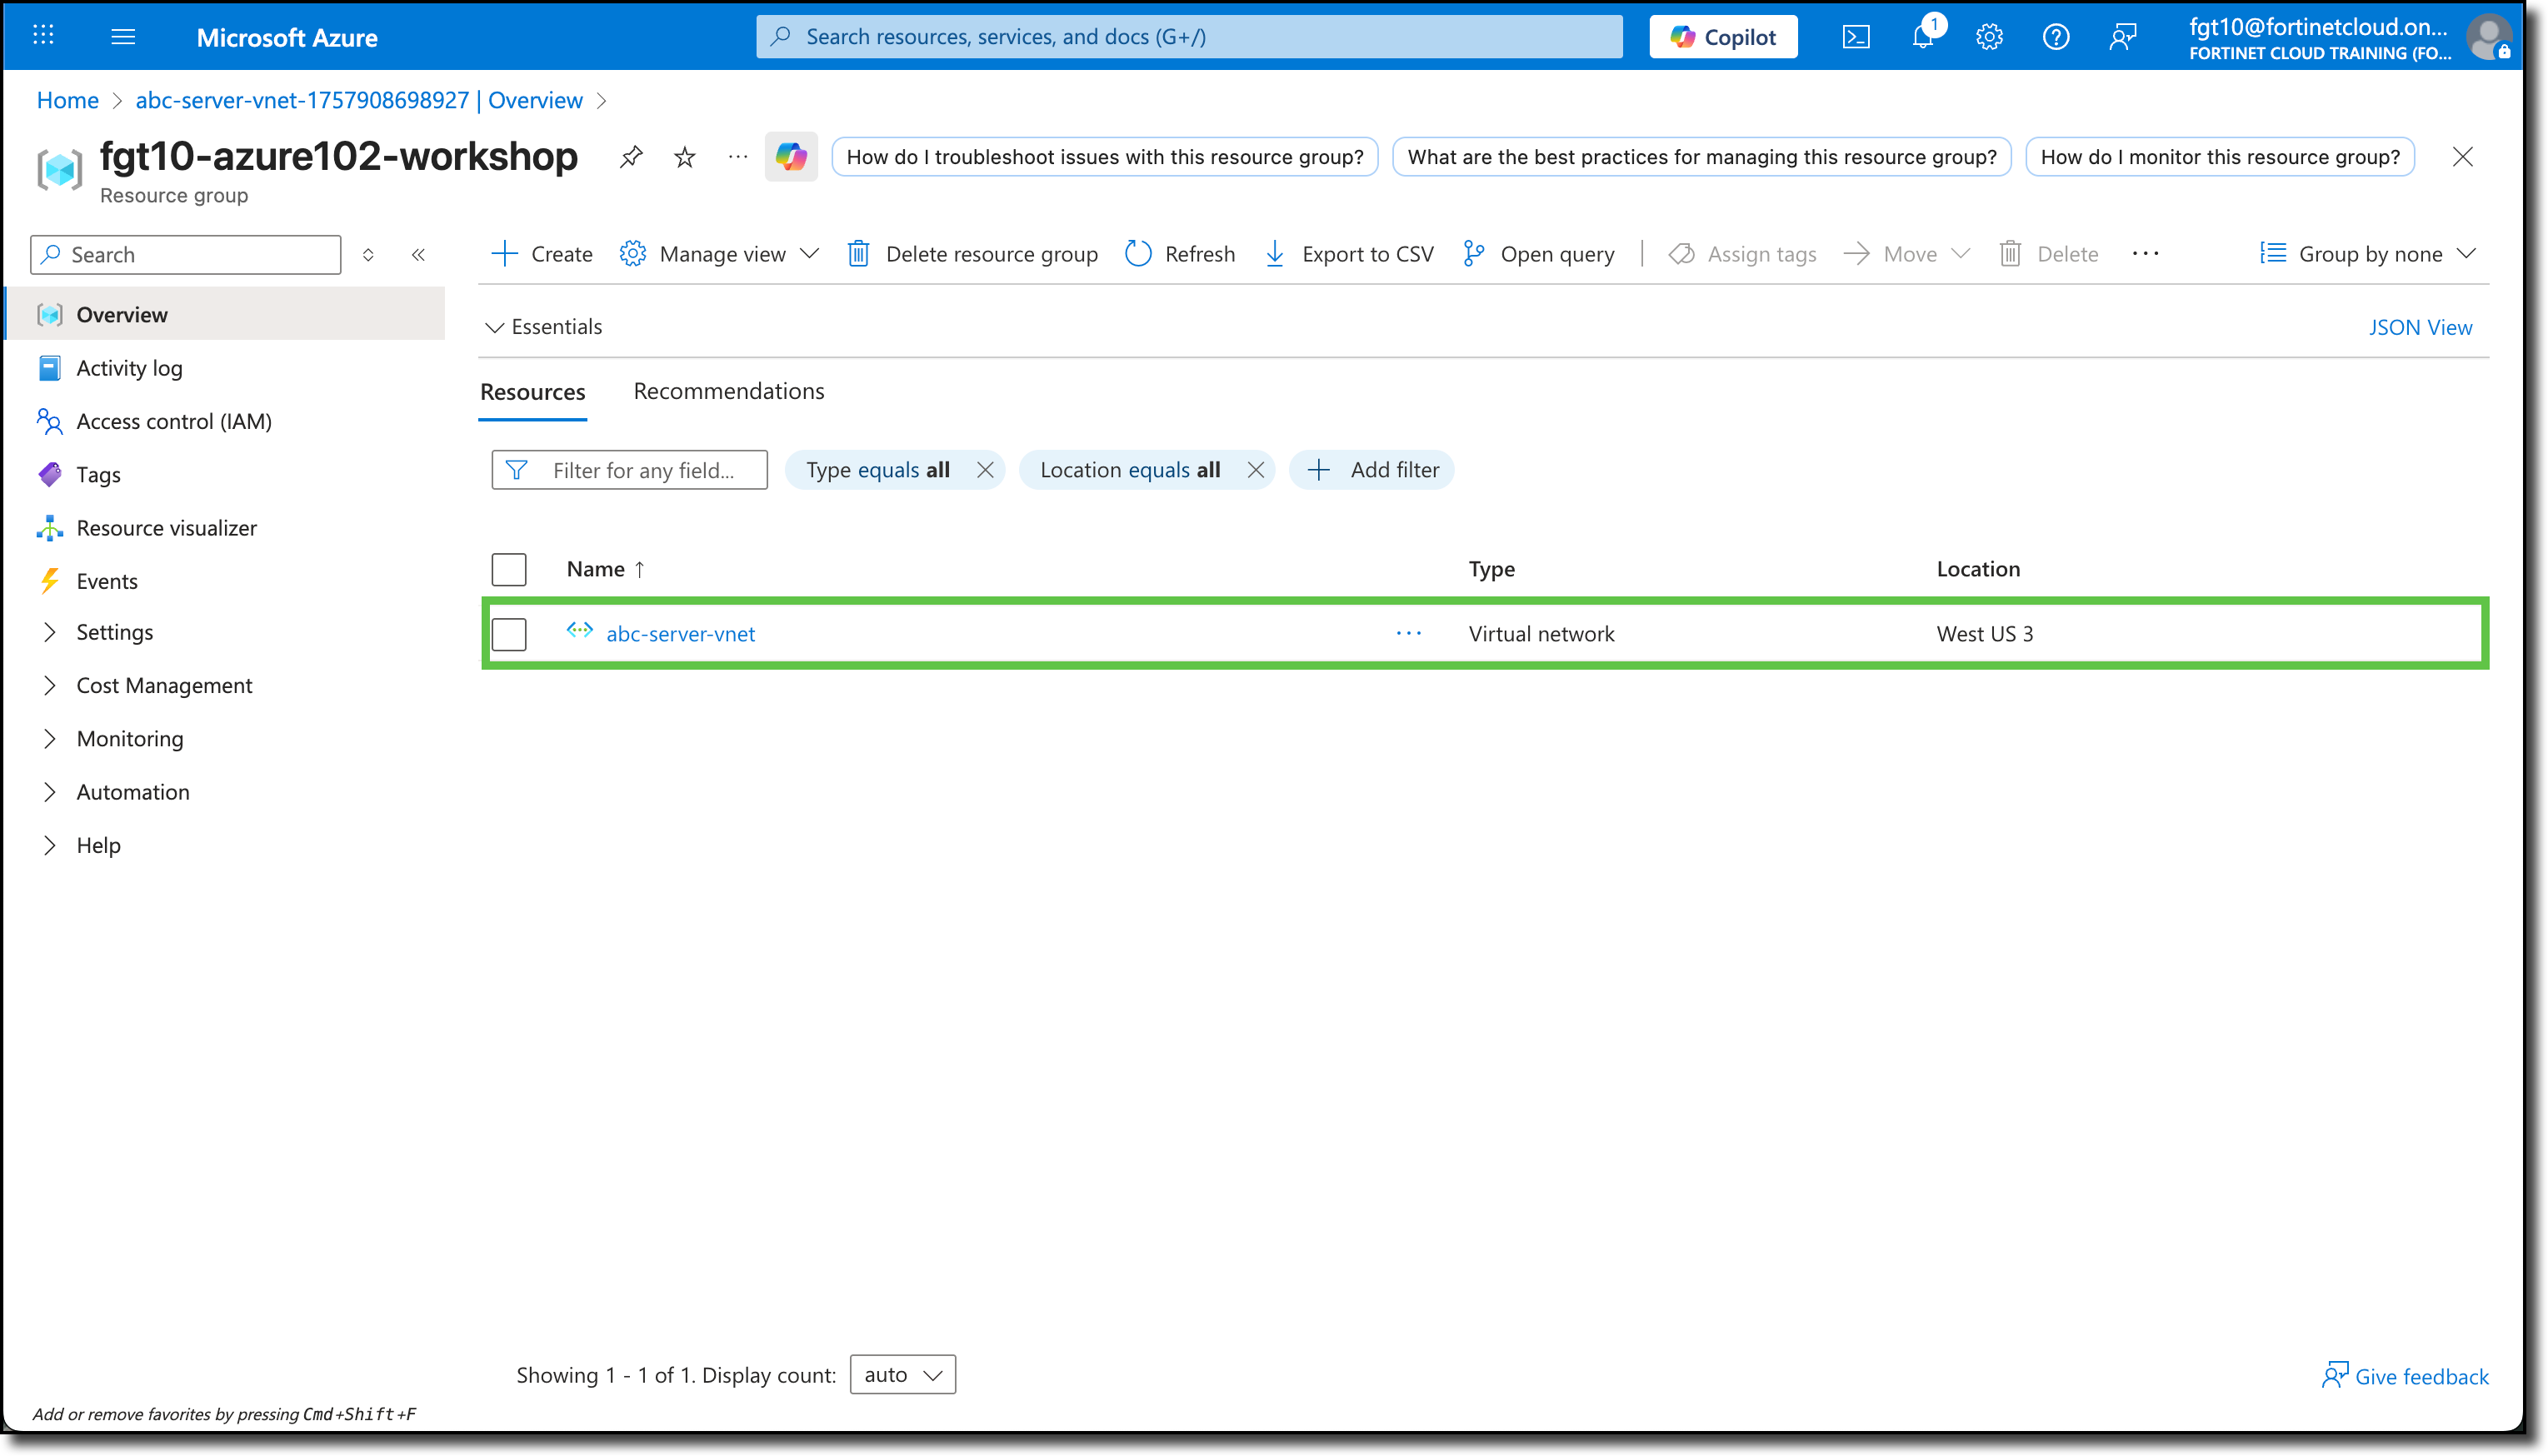 Microsoft Azure
Search resources, services, and docs (G+/)
Copilot
1
fgt10@fortinetcloud.on...
FORTINET CLOUD TRAINING (FO...
Home > abc-server-vnet-1757908698927 | Overview >
fgt10-azure102-workshop
Resource group
How do I troubleshoot issues with this resource group?
What are the best practices for managing this resource group?
How do I monitor this resource group?
Search
Create
Manage view
Delete resource group
Refresh
Export to CSV
Open query
Assign tags
Move
Delete
Group by none
Overview
Activity log
Access control (IAM)
Tags
Resource visualizer
Events
Settings
Cost Management
Monitoring
Automation
Help
Essentials
JSON View
Resources
Recommendations
Filter for any field...
Type equals all
Location equals all
Add filter
Name ↑
Type
Location
abc-server-vnet
Virtual network
West US 3
Showing 1 - 1 of 1. Display count:
auto
Give feedback
Add or remove favorites by pressing Cmd+Shift+F